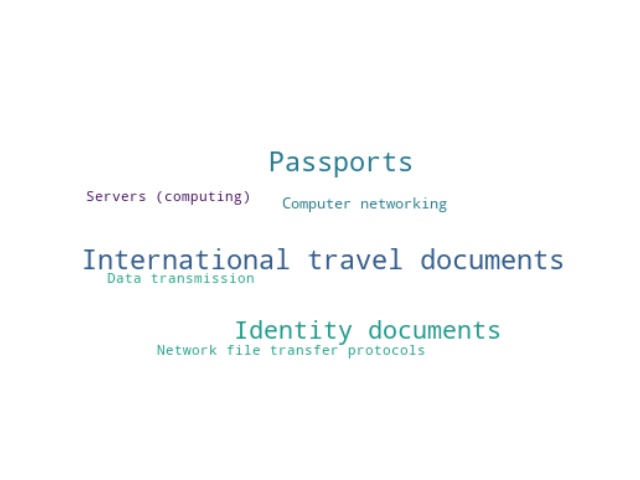 Passports
Servers (computing)
Computer networking
International travel documents
Data transmission
Identity documents
Network file transfer protocols